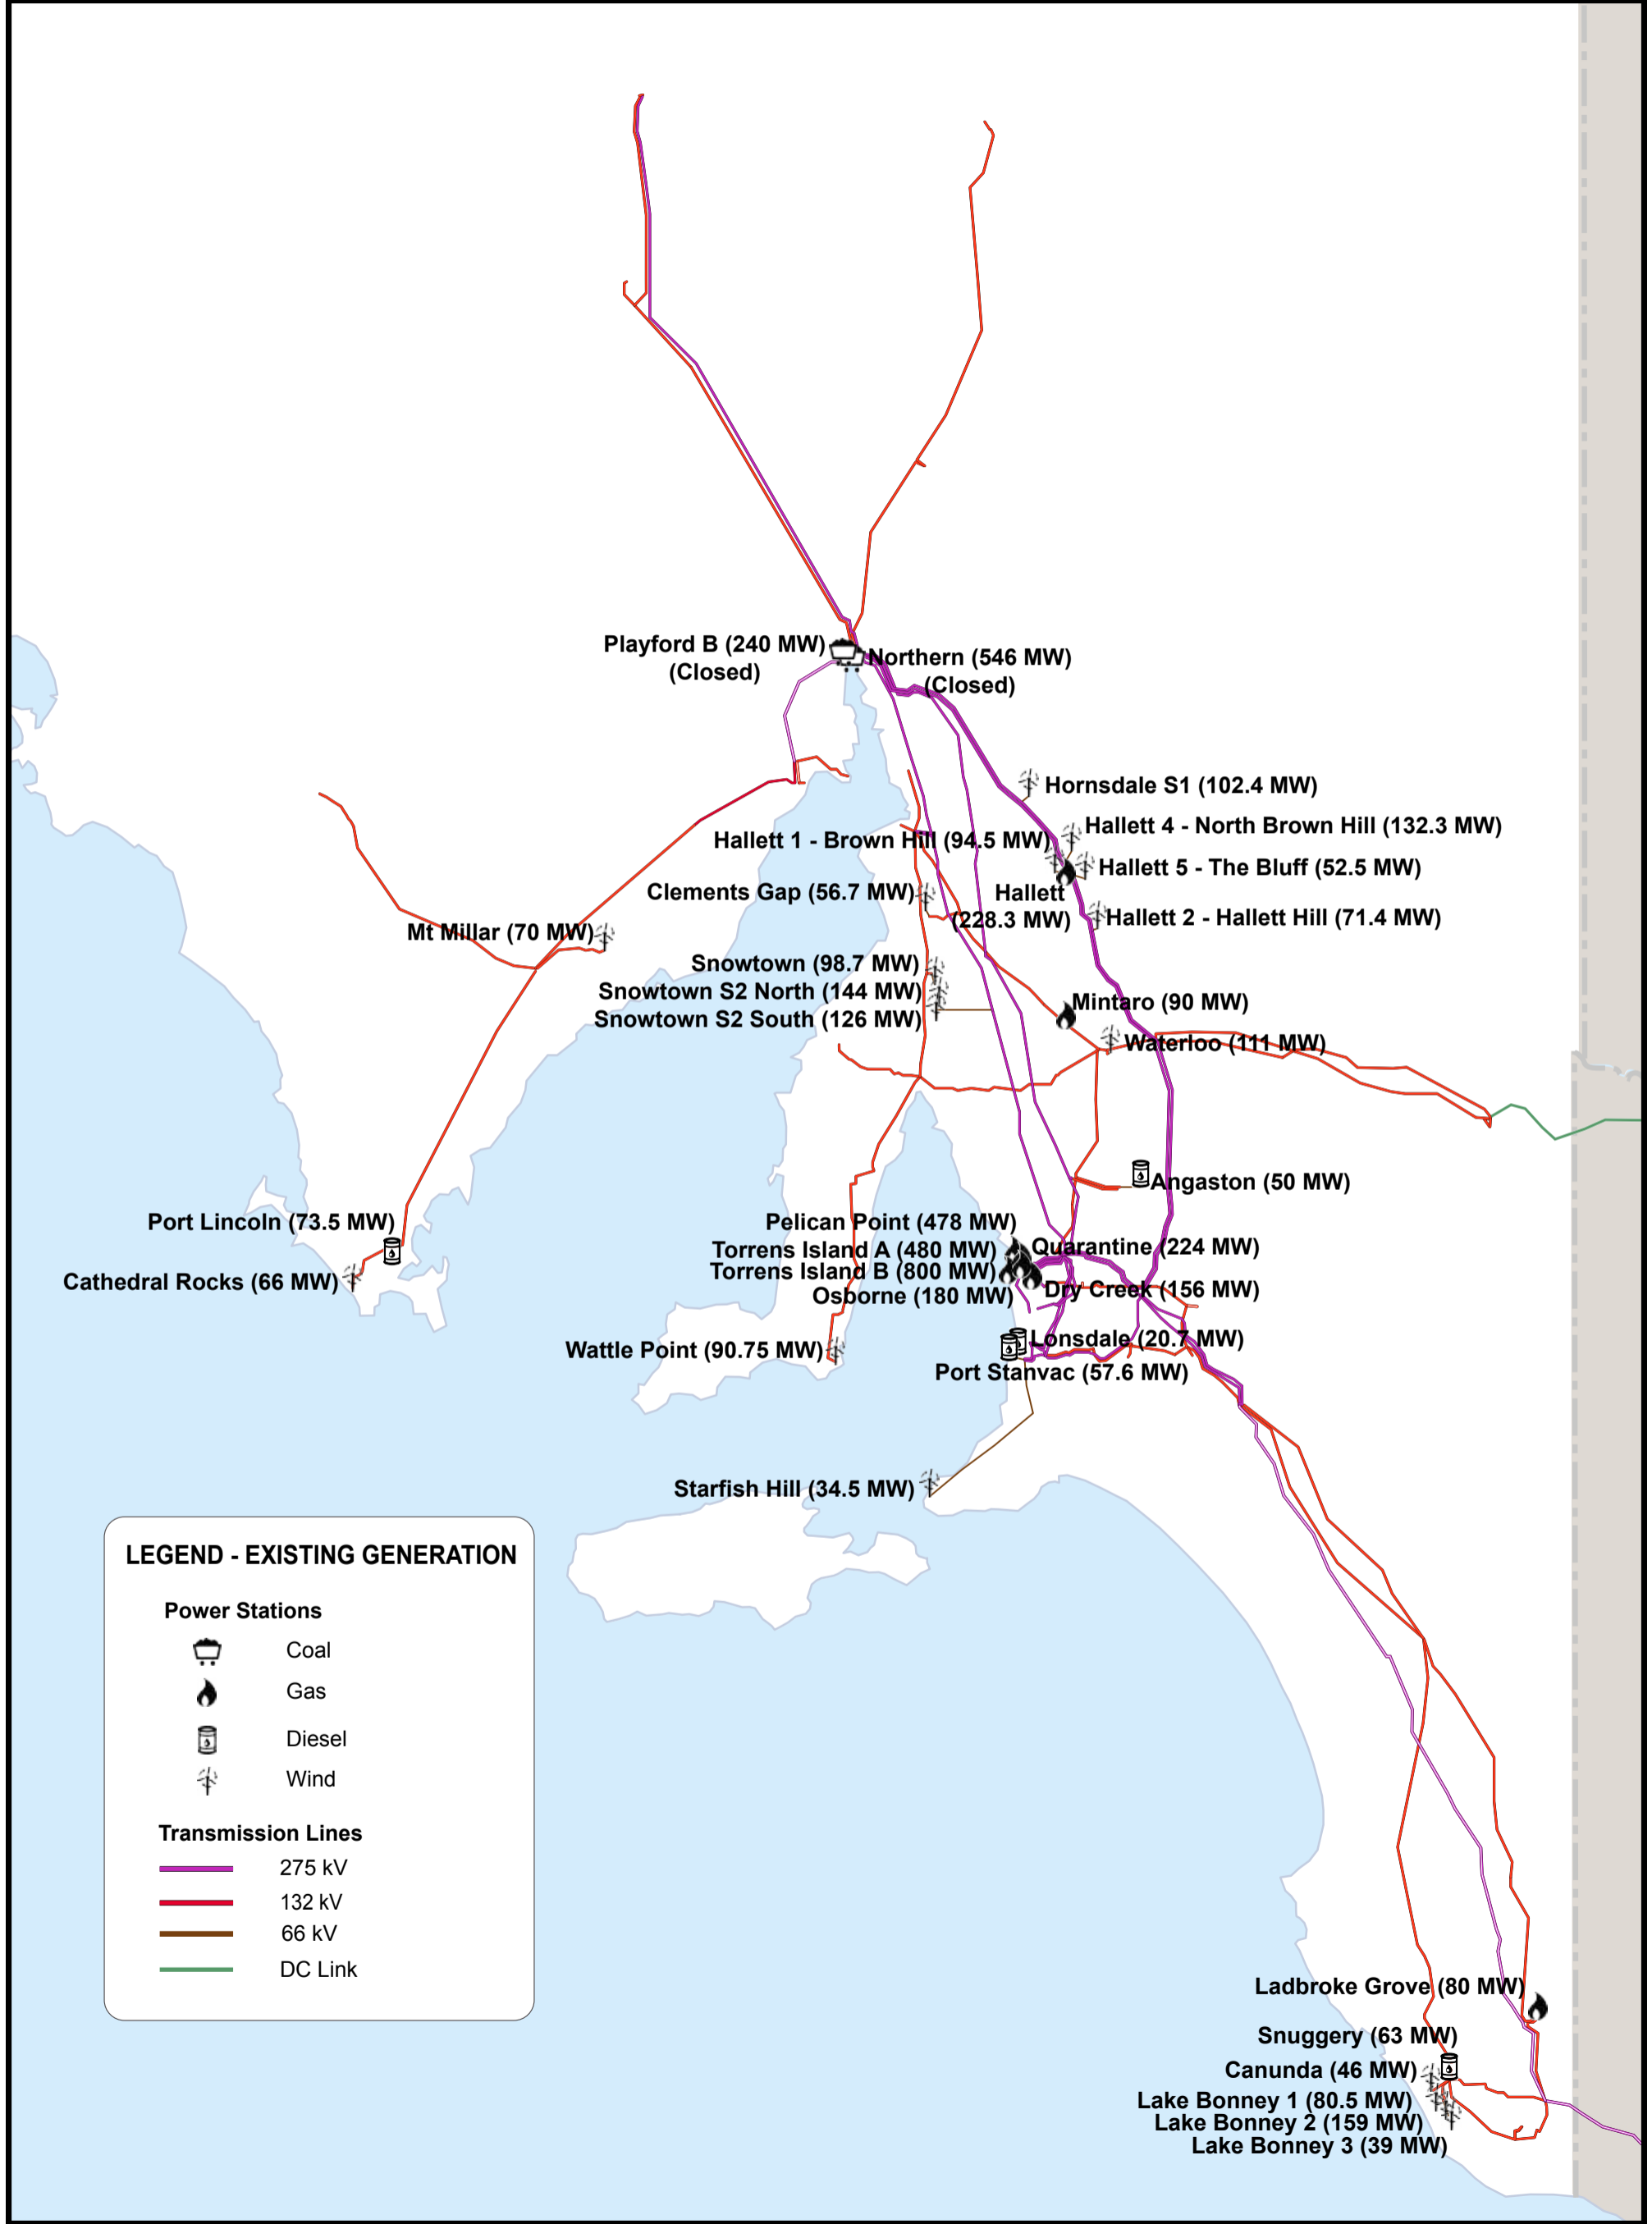 Playford B (240 MW)
(Closed)
Northern (546 MW)
(Closed)
Hornsdale S1 (102.4 MW)
Hallett 4 - North Brown Hill (132.3 MW)
Hallett 1 - Brown Hill (94.5 MW)
Hallett 5 - The Bluff (52.5 MW)
Clements Gap (56.7 MW)
Hallett
(228.3 MW)
Hallett 2 - Hallett Hill (71.4 MW)
Mt Millar (70 MW)
Snowtown (98.7 MW)
Snowtown S2 North (144 MW)
Snowtown S2 South (126 MW)
Mintaro (90 MW)
Waterloo (111 MW)
Angaston (50 MW)
Port Lincoln (73.5 MW)
Cathedral Rocks (66 MW)
Pelican Point (478 MW)
Torrens Island A (480 MW)
Quarantine (224 MW)
Torrens Island B (800 MW)
Osborne (180 MW)
Dry Creek (156 MW)
Wattle Point (90.75 MW)
Lonsdale (20.7 MW)
Port Stanvac (57.6 MW)
Starfish Hill (34.5 MW)
LEGEND - EXISTING GENERATION
Power Stations
Coal
Gas
Diesel
Wind
Transmission Lines
275 kV
132 kV
66 kV
DC Link
Ladbroke Grove (80 MW)
Snuggery (63 MW)
Canunda (46 MW)
Lake Bonney 1 (80.5 MW)
Lake Bonney 2 (159 MW)
Lake Bonney 3 (39 MW)